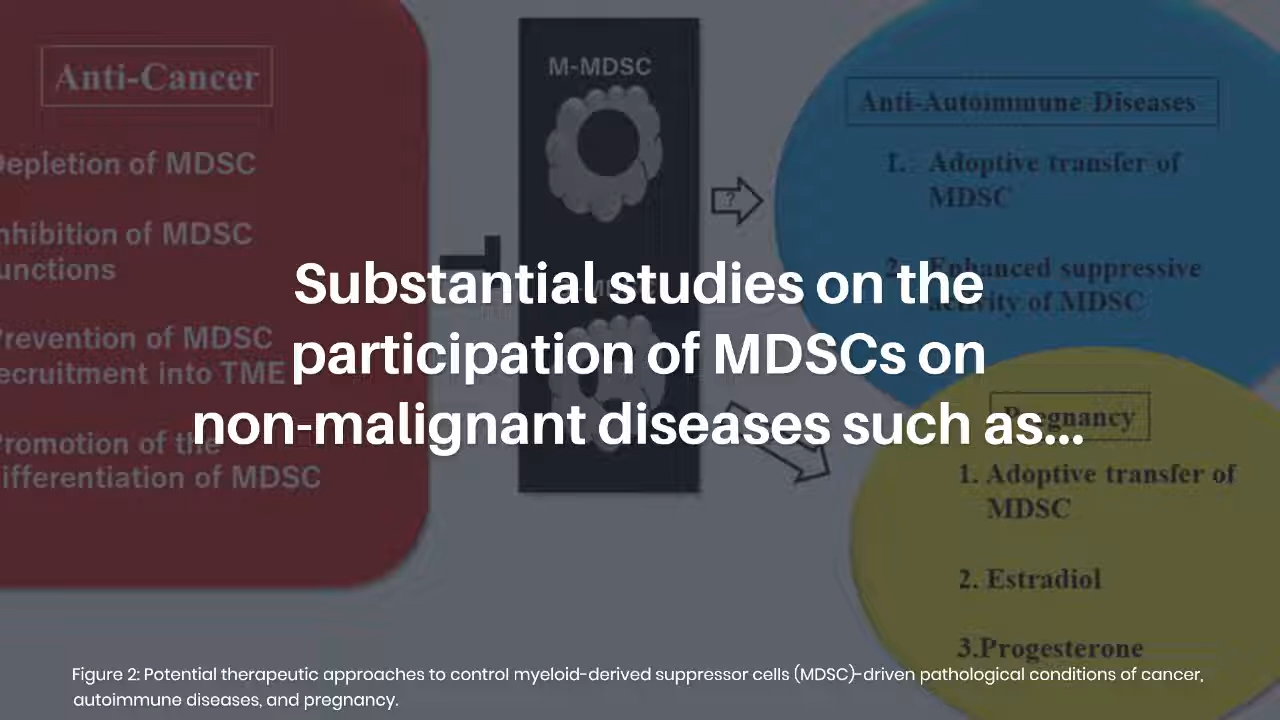 Anti-Cancer
Depletion of MDSC
nhibition of MDSC
unctions
Prevention of MDSC
ecruitment into TME
Promotion of the
ifferentiation of MDSC
M-MDSC
?
Anti-Autoimmune Diseases
1. Adoptive transfer of
MDSC
2. Enhanced suppressive
activity of MDSC
Substantial studies on the
participation of MDSCs on
non-malignant diseases such as...
Pregnancy
1. Adoptive transfer of
MDSC
2. Estradiol
3.Progesterone
Figure 2: Potential therapeutic approaches to control myeloid-derived suppressor cells (MDSC)-driven pathological conditions of cancer,
autoimmune diseases, and pregnancy.